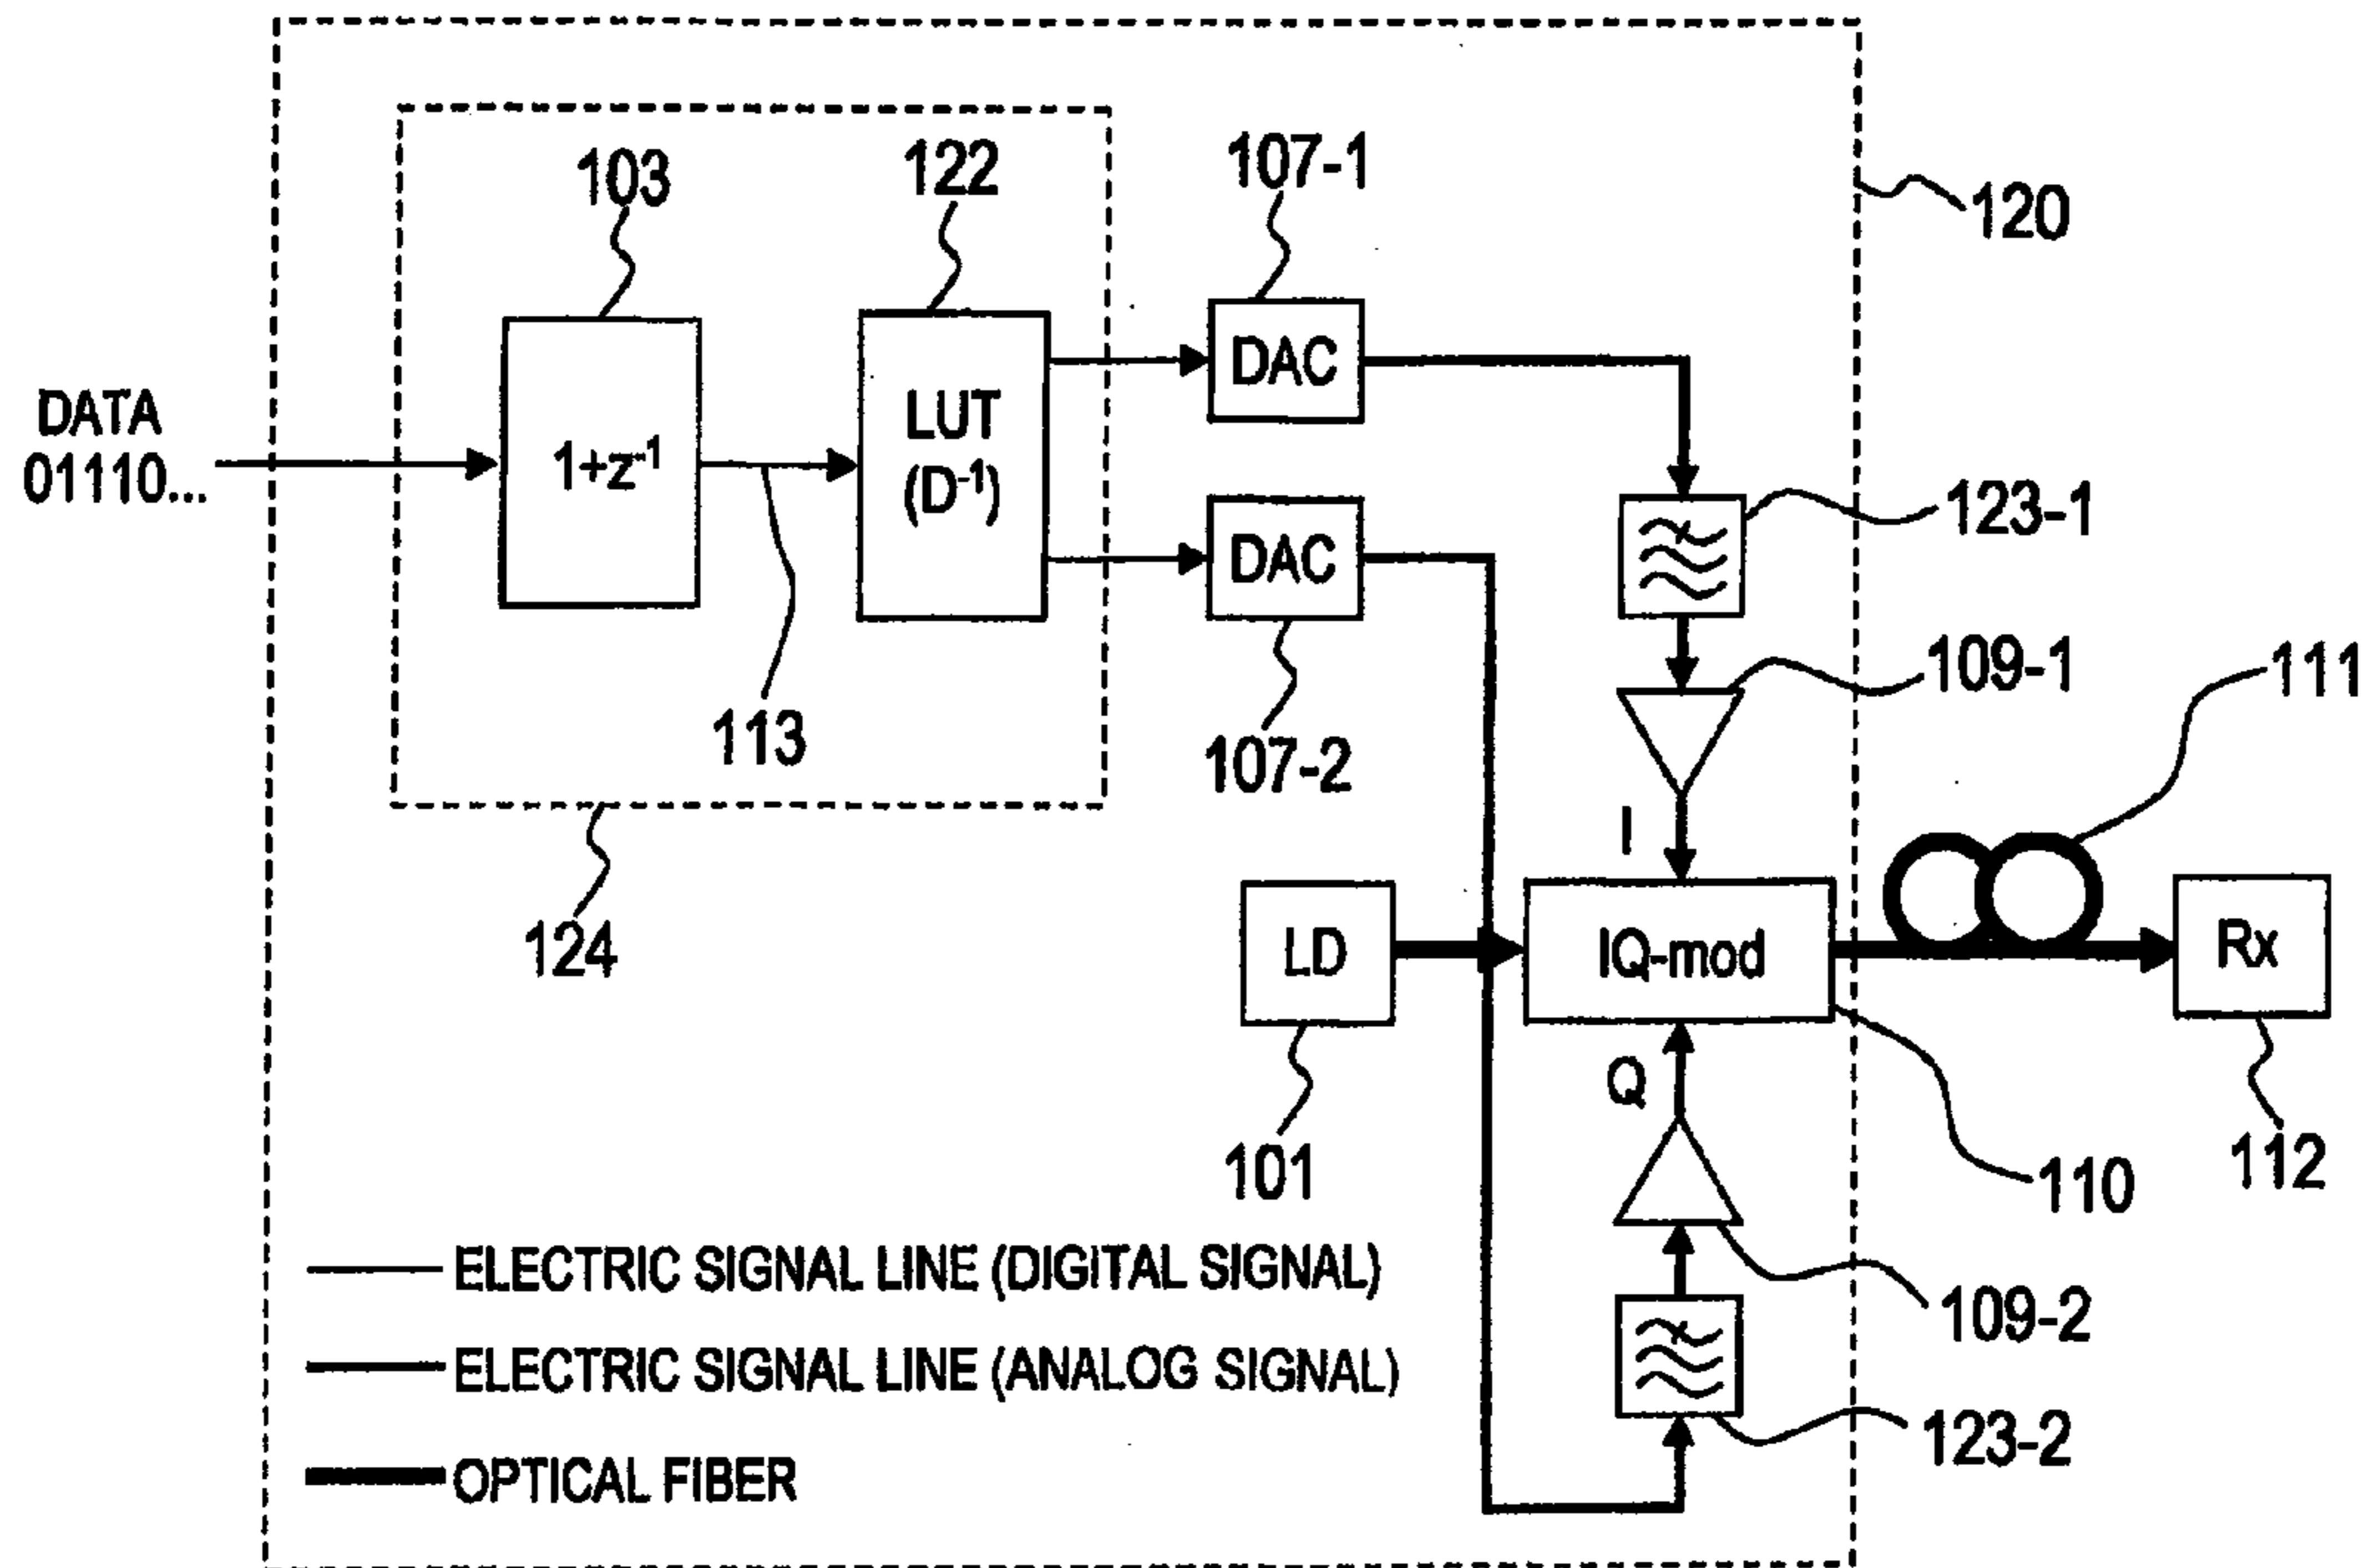 103
122
107-1
120
DATA
01110...
1+z⁻¹
LUT
(D⁻¹)
DAC
DAC
123-1
109-1
111
113
107-2
I
124
LD
IQ-mod
Rx
Q
101
110
112
ELECTRIC SIGNAL LINE (DIGITAL SIGNAL)
109-2
ELECTRIC SIGNAL LINE (ANALOG SIGNAL)
123-2
OPTICAL FIBER